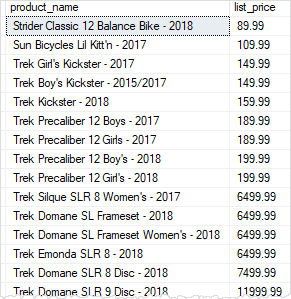 product_name list_price
Strider Classic 12 Balance Bike - 2018 89.99
Sun Bicycles Lil Kitt'n - 2017 109.99
Trek Girl's Kickster - 2017 149.99
Trek Boy's Kickster - 2015/2017 149.99
Trek Kickster - 2018 159.99
Trek Precaliber 12 Boys - 2017 189.99
Trek Precaliber 12 Girls - 2017 189.99
Trek Precaliber 12 Boy's - 2018 199.99
Trek Precaliber 12 Girl's - 2018 199.99
Trek Silque SLR 8 Women's - 2017 6499.99
Trek Domane SL Frameset - 2018 6499.99
Trek Domane SL Frameset Women's - 2018 6499.99
Trek Emonda SLR 8 - 2018 6499.99
Trek Domane SLR 8 Disc - 2018 7499.99
Trek Domane SLR 9 Disc - 2018 11999.99